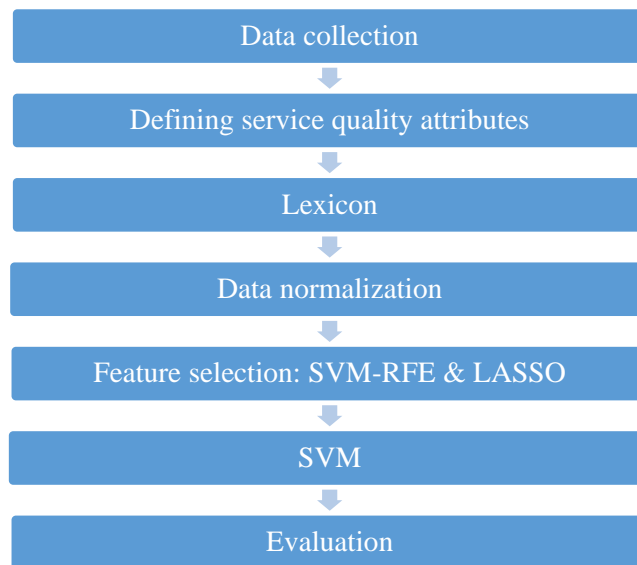 Data collection
Defining service quality attributes
Lexicon
Data normalization
Feature selection: SVM-RFE & LASSO
SVM
Evaluation